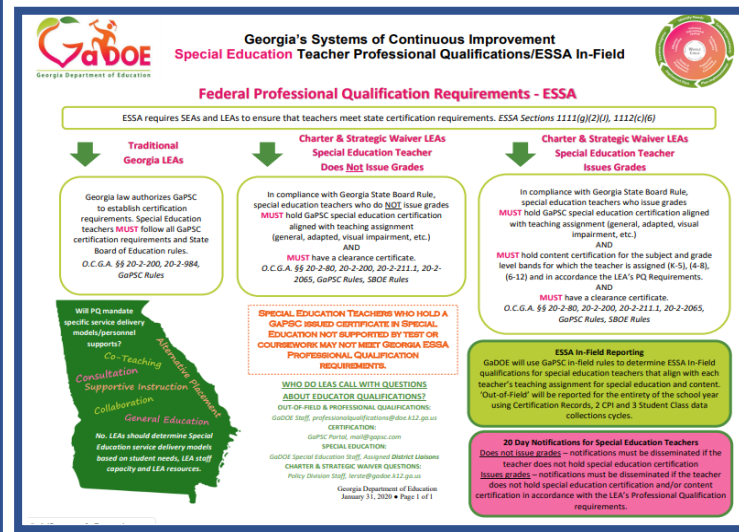 GaDOE
Georgia Department of Education
Georgia's Systems of Continuous Improvement
Special Education Teacher Professional Qualifications/ESSA In-Field
Federal Professional Qualification Requirements - ESSA
ESSA requires SEAs and LEAs to ensure that teachers meet state certification requirements. ESSA Sections 1111(g)(2)(J), 1112(c)(6)
Traditional
Georgia LEAs
Georgia law authorizes GaPSC
to establish certification
requirements. Special Education
teachers MUST follow all GaPSC
certification requirements and State
Board of Education rules.
O.C.G.A. §§ 20-2-200, 20-2-984,
GaPSC Rules
Charter & Strategic Waiver LEAs
Special Education Teacher
Does Not Issue Grades
In compliance with Georgia State Board Rule,
special education teachers who do NOT issue grades
MUST hold GaPSC special education certification
aligned with teaching assignment
(general, adapted, visual impairment, etc.)
AND
MUST have a clearance certificate.
O.C.G.A. §§ 20-2-80, 20-2-200, 20-2-211.1, 20-2-
2065, GaPSC Rules, SBOE Rules
Charter & Strategic Waiver LEAs
Special Education Teacher
Issues Grades
In compliance with Georgia State Board Rule,
special education teachers who issue grades
MUST hold GaPSC special education certification aligned
with teaching assignment (general, adapted, visual
impairment, etc.)
AND
MUST hold content certification for the subject and grade
level bands for which the teacher is assigned (K-5), (4-8),
(6-12) and in accordance the LEA's PQ Requirements.
AND
MUST have a clearance certificate.
O.C.G.A. §§ 20-2-80, 20-2-200, 20-2-211.1, 20-2-2065,
GaPSC Rules, SBOE Rules
Will PQ mandate
specific service delivery
models/personnel
supports?
Co-Teaching
Alternative Placement
Consultation
Supportive Instruction
Collaboration
General Education
No. LEAs should determine Special
Education service delivery models
based on student needs, LEA staff
capacity and LEA resources.
Special Education Teachers who hold a
GaPSC issued certificate in Special
Education not supported by test or
coursework may not meet Georgia ESSA
Professional Qualification
requirements.
WHO DO LEAS CALL WITH QUESTIONS
ABOUT EDUCATOR QUALIFICATIONS?
OUT-OF-FIELD & PROFESSIONAL QUALIFICATIONS:
GaDOE Staff, professionalqualifications@doe.k12.ga.us
CERTIFICATION:
GaPSC Portal, mail@gapsc.com
SPECIAL EDUCATION:
GaDOE Special Education Staff, Assigned District Liaisons
CHARTER & STRATEGIC WAIVER QUESTIONS:
Policy Division Staff, lerste@gadoe.k12.ga.us
Georgia Department of Education
January 31, 2020 ● Page 1 of 1
ESSA In-Field Reporting
GaDOE will use GaPSC in-field rules to determine ESSA In-Field
qualifications for special education teachers that align with each
teacher's teaching assignment for special education and content.
'Out-of-Field' will be reported for the entirety of the school year
using Certification Records, 2 CPI and 3 Student Class data
collections cycles.
20 Day Notifications for Special Education Teachers
Does not issue grades – notifications must be disseminated if the
teacher does not hold special education certification
Issues grades – notifications must be disseminated if the teacher
does not hold special education certification and/or content
certification in accordance with the LEA's Professional Qualification
requirements.